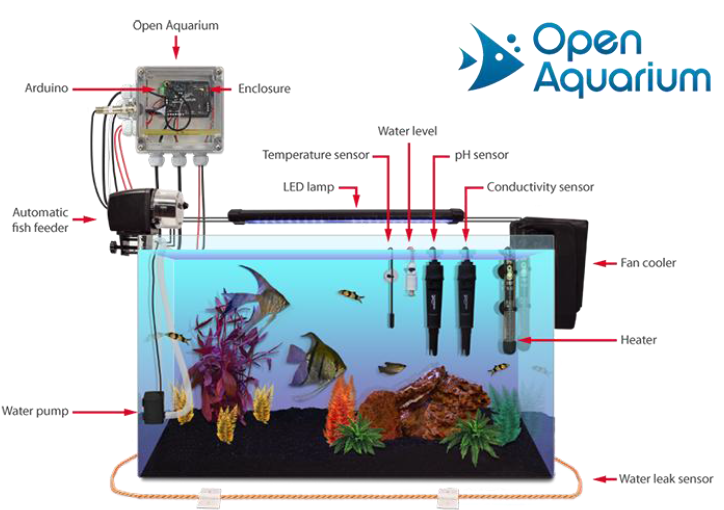 Open Aquarium
Open
Aquarium
Arduino
Enclosure
Water level
Temperature sensor
pH sensor
LED lamp
Conductivity sensor
Automatic
fish feeder
Fan cooler
Heater
Water pump
Water leak sensor